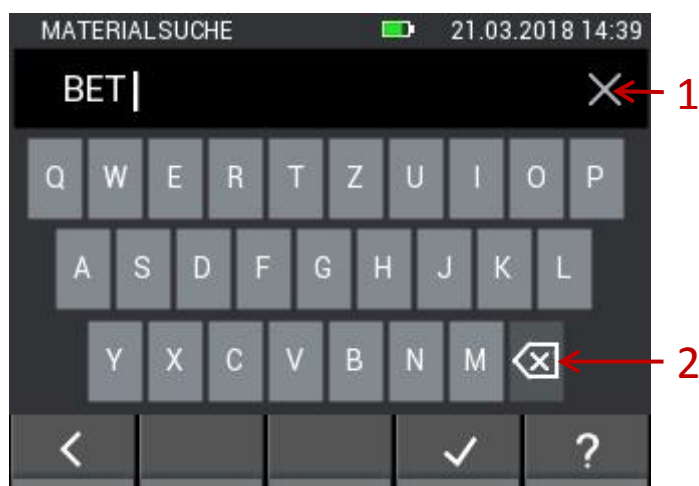 MATERIALSUCHE 21.03.2018 14:39
BET
1
Q W E R T Z U I O P
A S D F G H J K L
Y X C V B N M
2
?